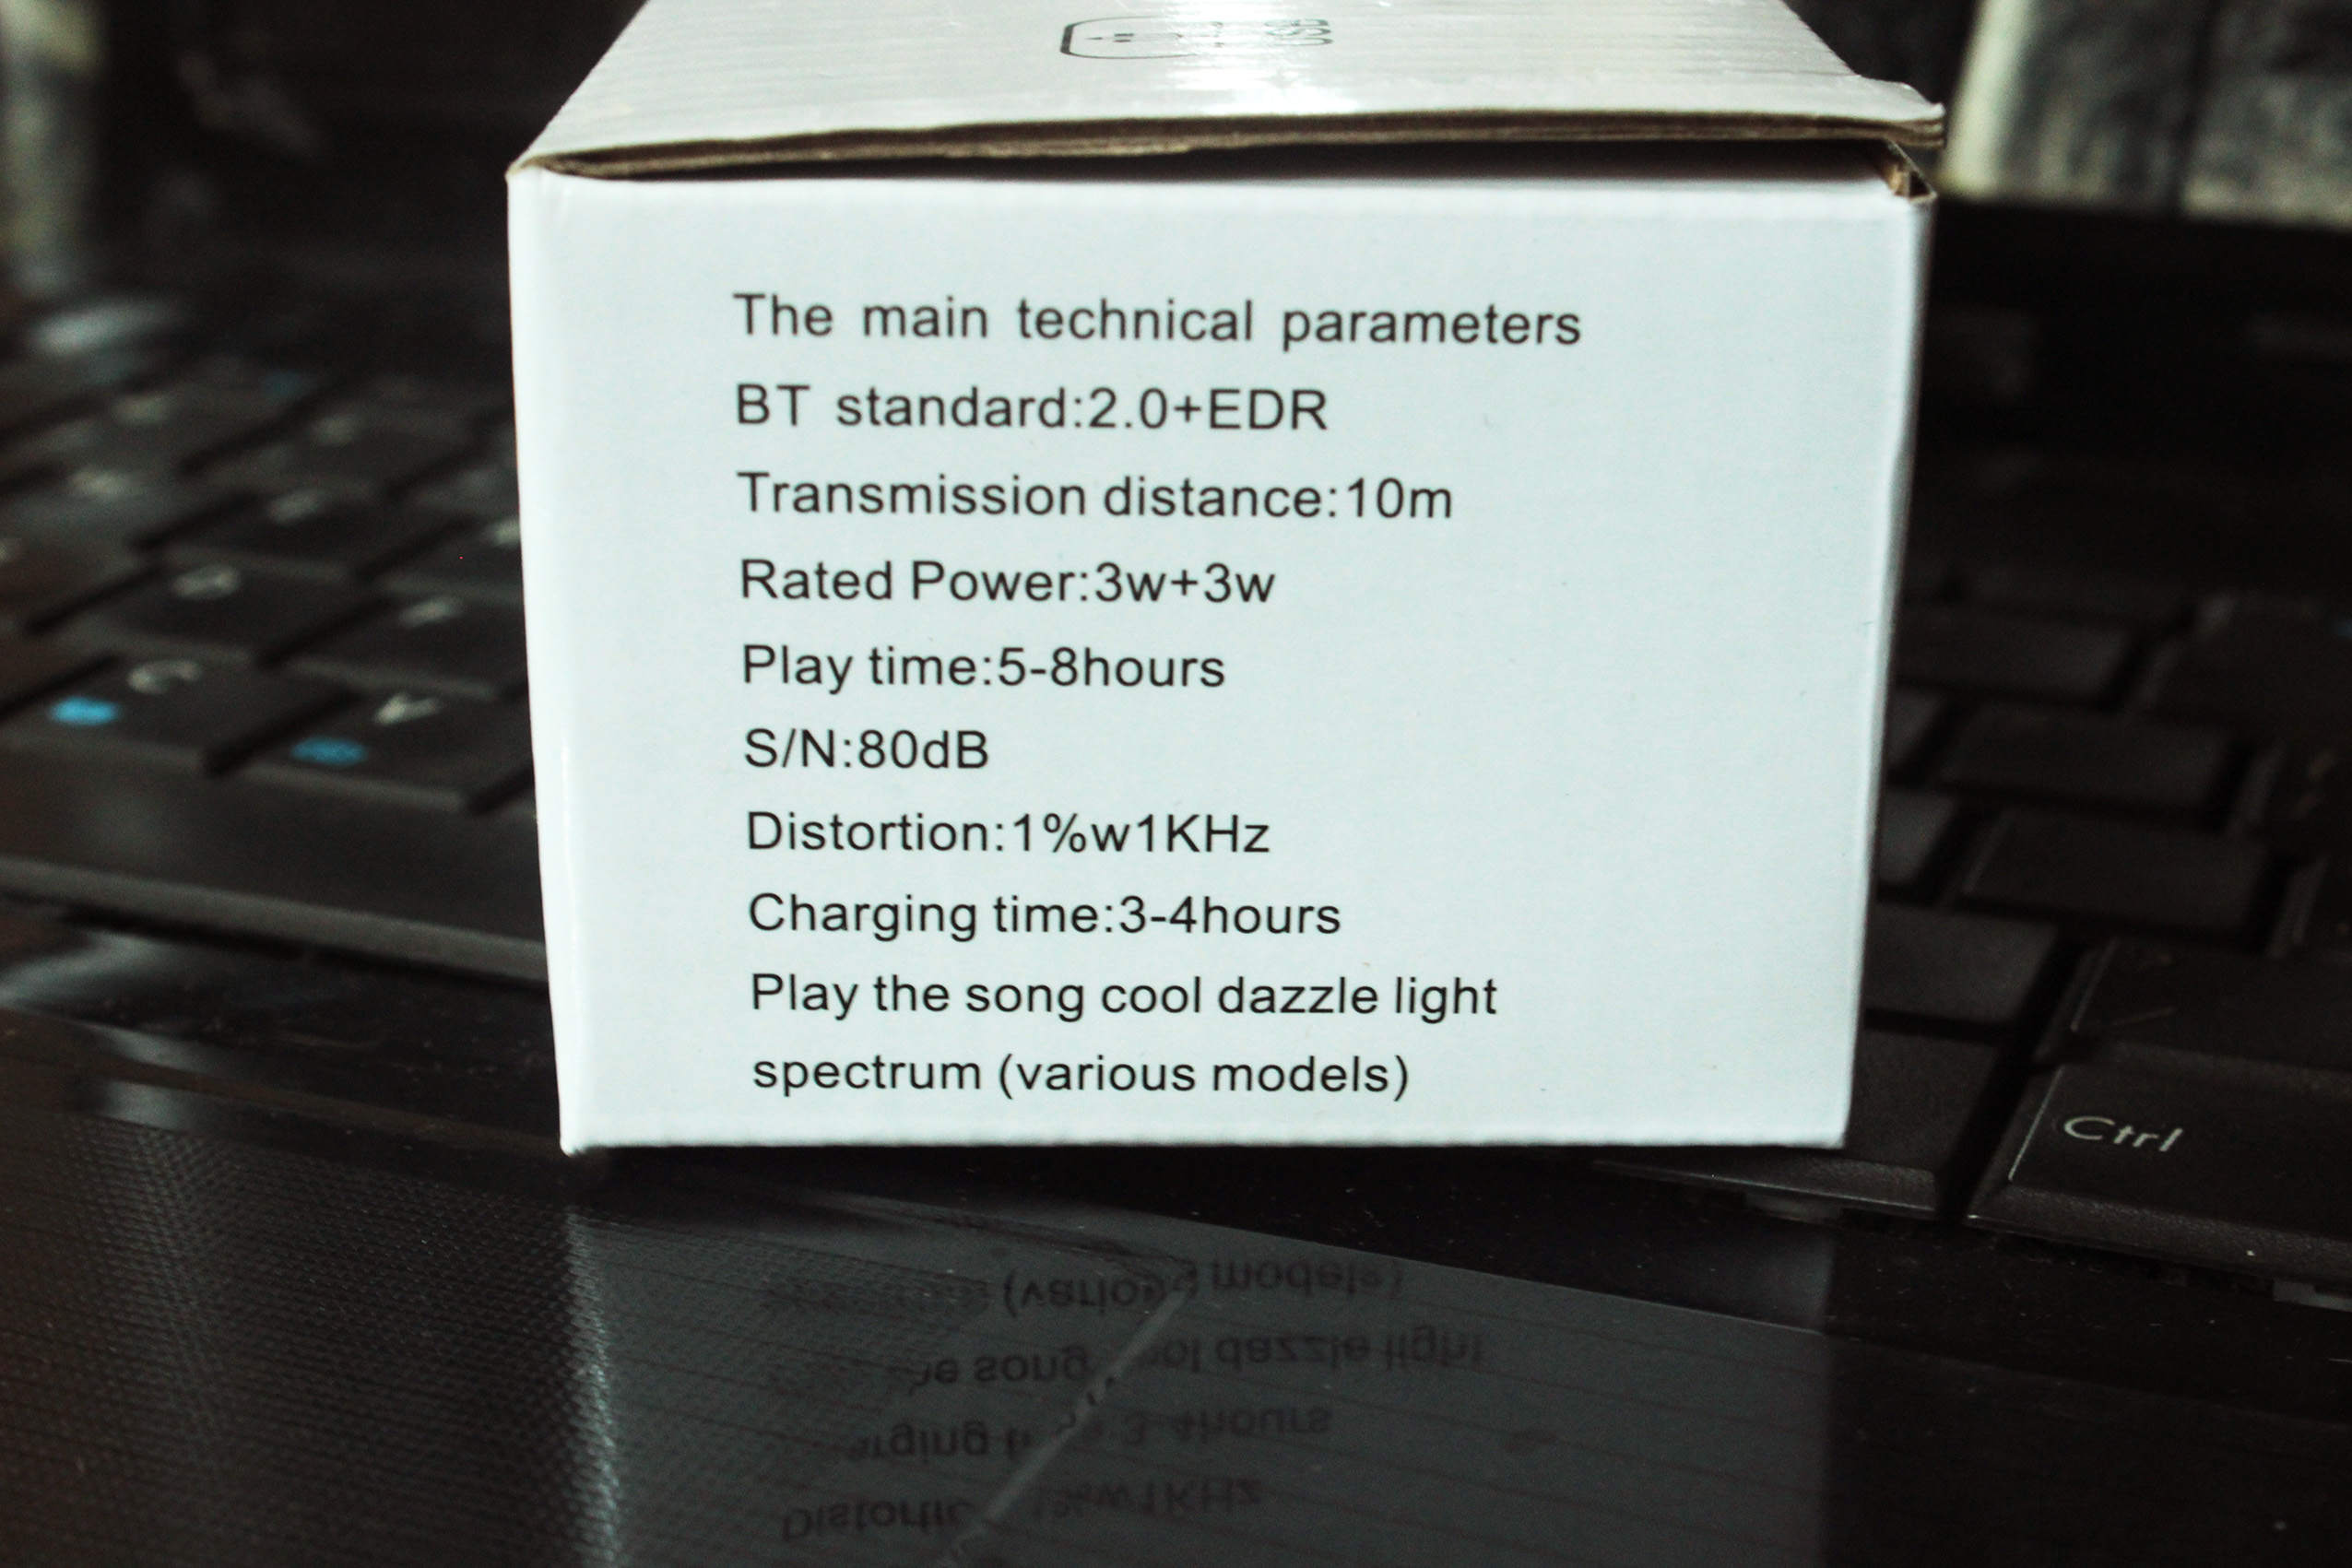 USB
The main technical parameters
BT standard:2.0+EDR
Transmission distance:10m
Rated Power:3w+3w
Play time:5-8hours
S/N:80dB
Distortion:1%w1KHz
Charging time:3-4hours
Play the song cool dazzle light
spectrum (various models)
C
V
Ctrl